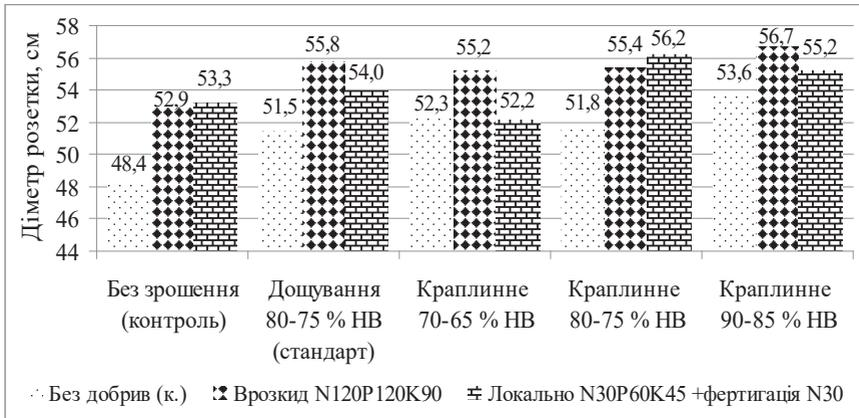 Діметр розетки, см
58
56
54
52
50
48
46
44
48,4
52,9
53,3
51,5
55,8
54,0
52,3
55,2
52,2
51,8
55,4
56,2
53,6
56,7
55,2
Без зрошення
(контроль)
Дощування
80-75 % НВ
(стандарт)
Краплинне
70-65 % НВ
Краплинне
80-75 % НВ
Краплинне
90-85 % НВ
Без добрив (к.)
Врозкид N120P120K90
Локально N30P60K45 +фертигація N30